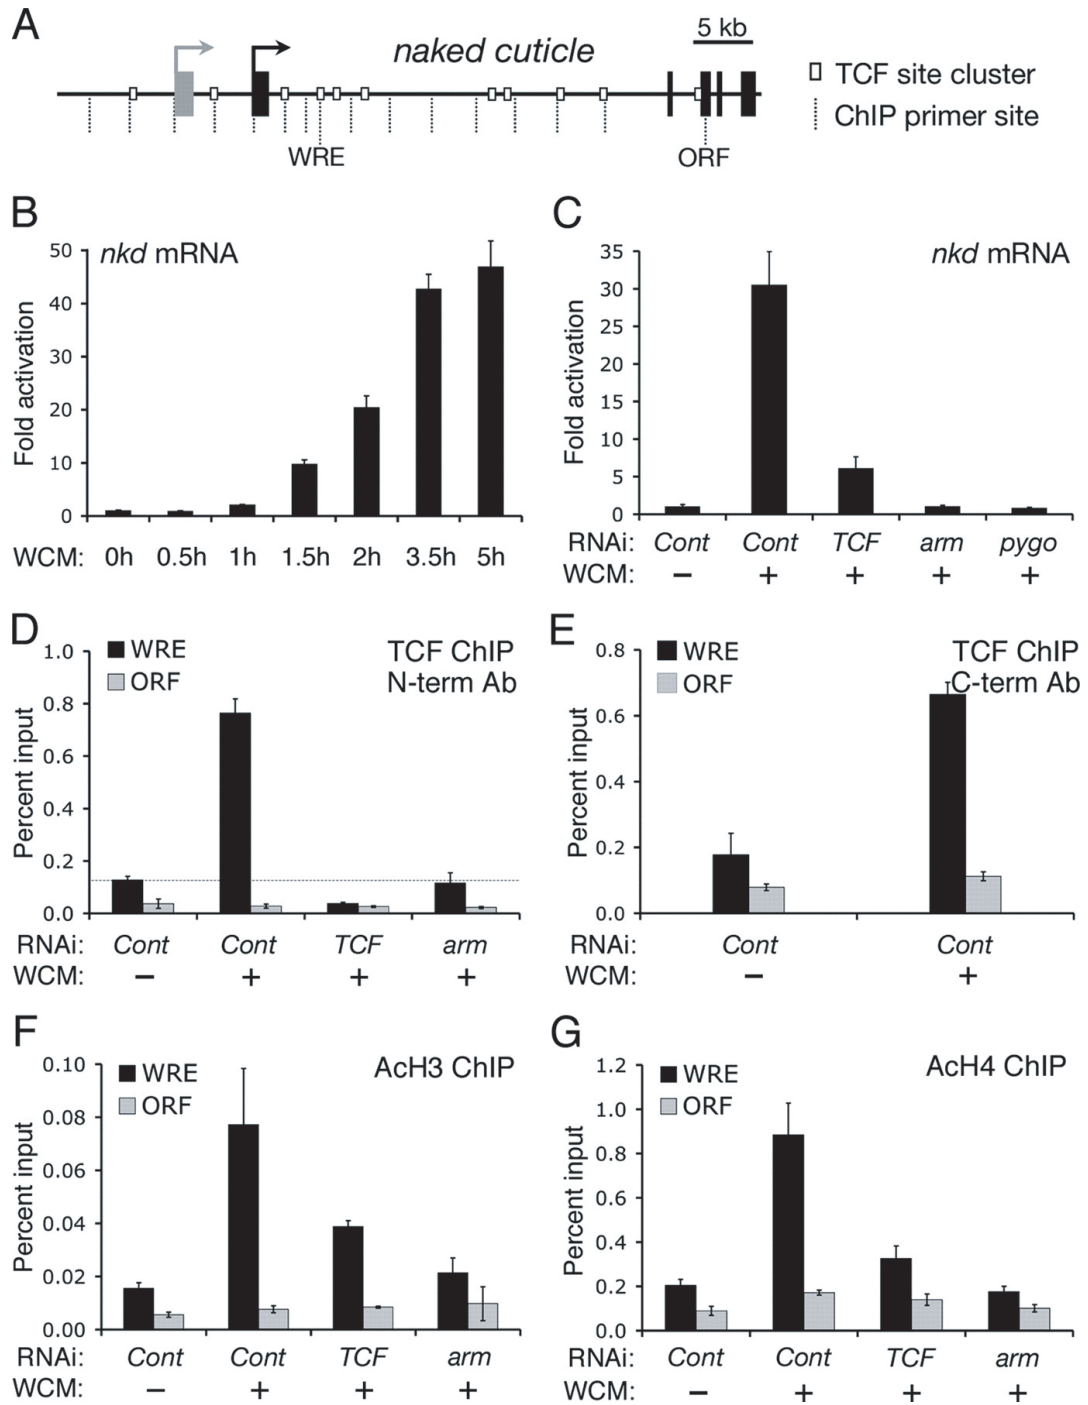 A
naked cuticle
5 kb
TCF site cluster
ChIP primer site
WRE
ORF
B
nkd mRNA
Fold activation
50
40
30
20
10
0
WCM: 0h 0.5h 1h 1.5h 2h 3.5h 5h
C
nkd mRNA
Fold activation
35
30
25
20
15
10
5
0
RNAi: Cont Cont TCF arm pygo
WCM: − + + + +
D
WRE
ORF
TCF ChIP
N-term Ab
Percent input
1.0
0.8
0.6
0.4
0.2
0.0
RNAi: Cont Cont TCF arm
WCM: − + + +
E
WRE
ORF
TCF ChIP
C-term Ab
Percent input
0.8
0.6
0.4
0.2
0.0
RNAi: Cont Cont
WCM: − +
F
WRE
ORF
AcH3 ChIP
Percent input
0.10
0.08
0.06
0.04
0.02
0.00
RNAi: Cont Cont TCF arm
WCM: − + + +
G
WRE
ORF
AcH4 ChIP
Percent input
1.2
1.0
0.8
0.6
0.4
0.2
0.0
RNAi: Cont Cont TCF arm
WCM: − + + +